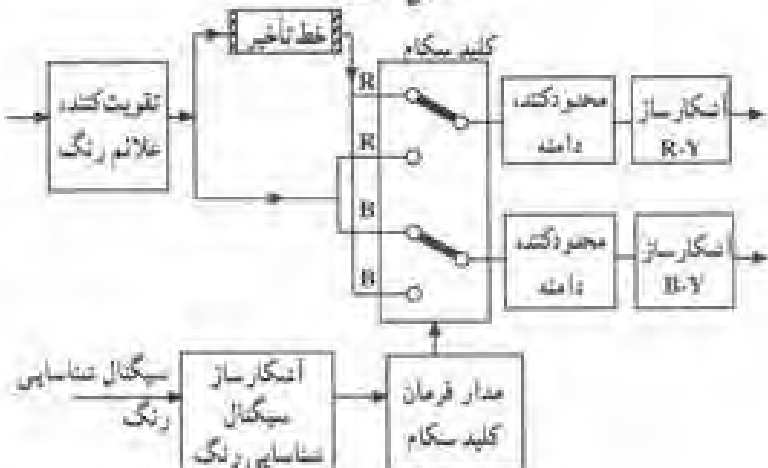 خط تأخیر
کلید سکام
تقویت کننده
علائم رنگ
R
R
B
B
محدودکننده
دامنه
آشکارساز
R-Y
محدودکننده
دامنه
آشکارساز
B-Y
سیگنال شناسایی
رنگ
آشکارساز
سیگنال
شناسایی رنگ
مدار فرمان
کلید سکام